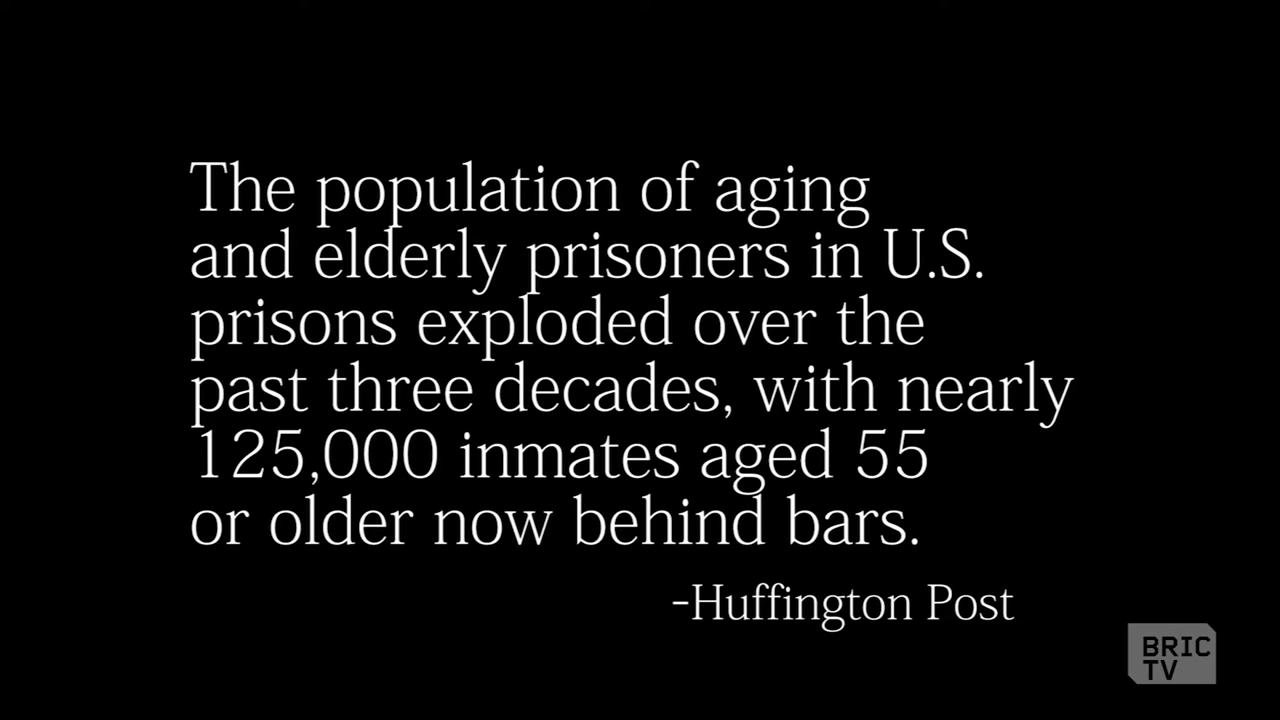 The population of aging
and elderly prisoners in U.S.
prisons exploded over the
past three decades, with nearly
125,000 inmates aged 55
or older now behind bars.
-Huffington Post
BRIC
TV